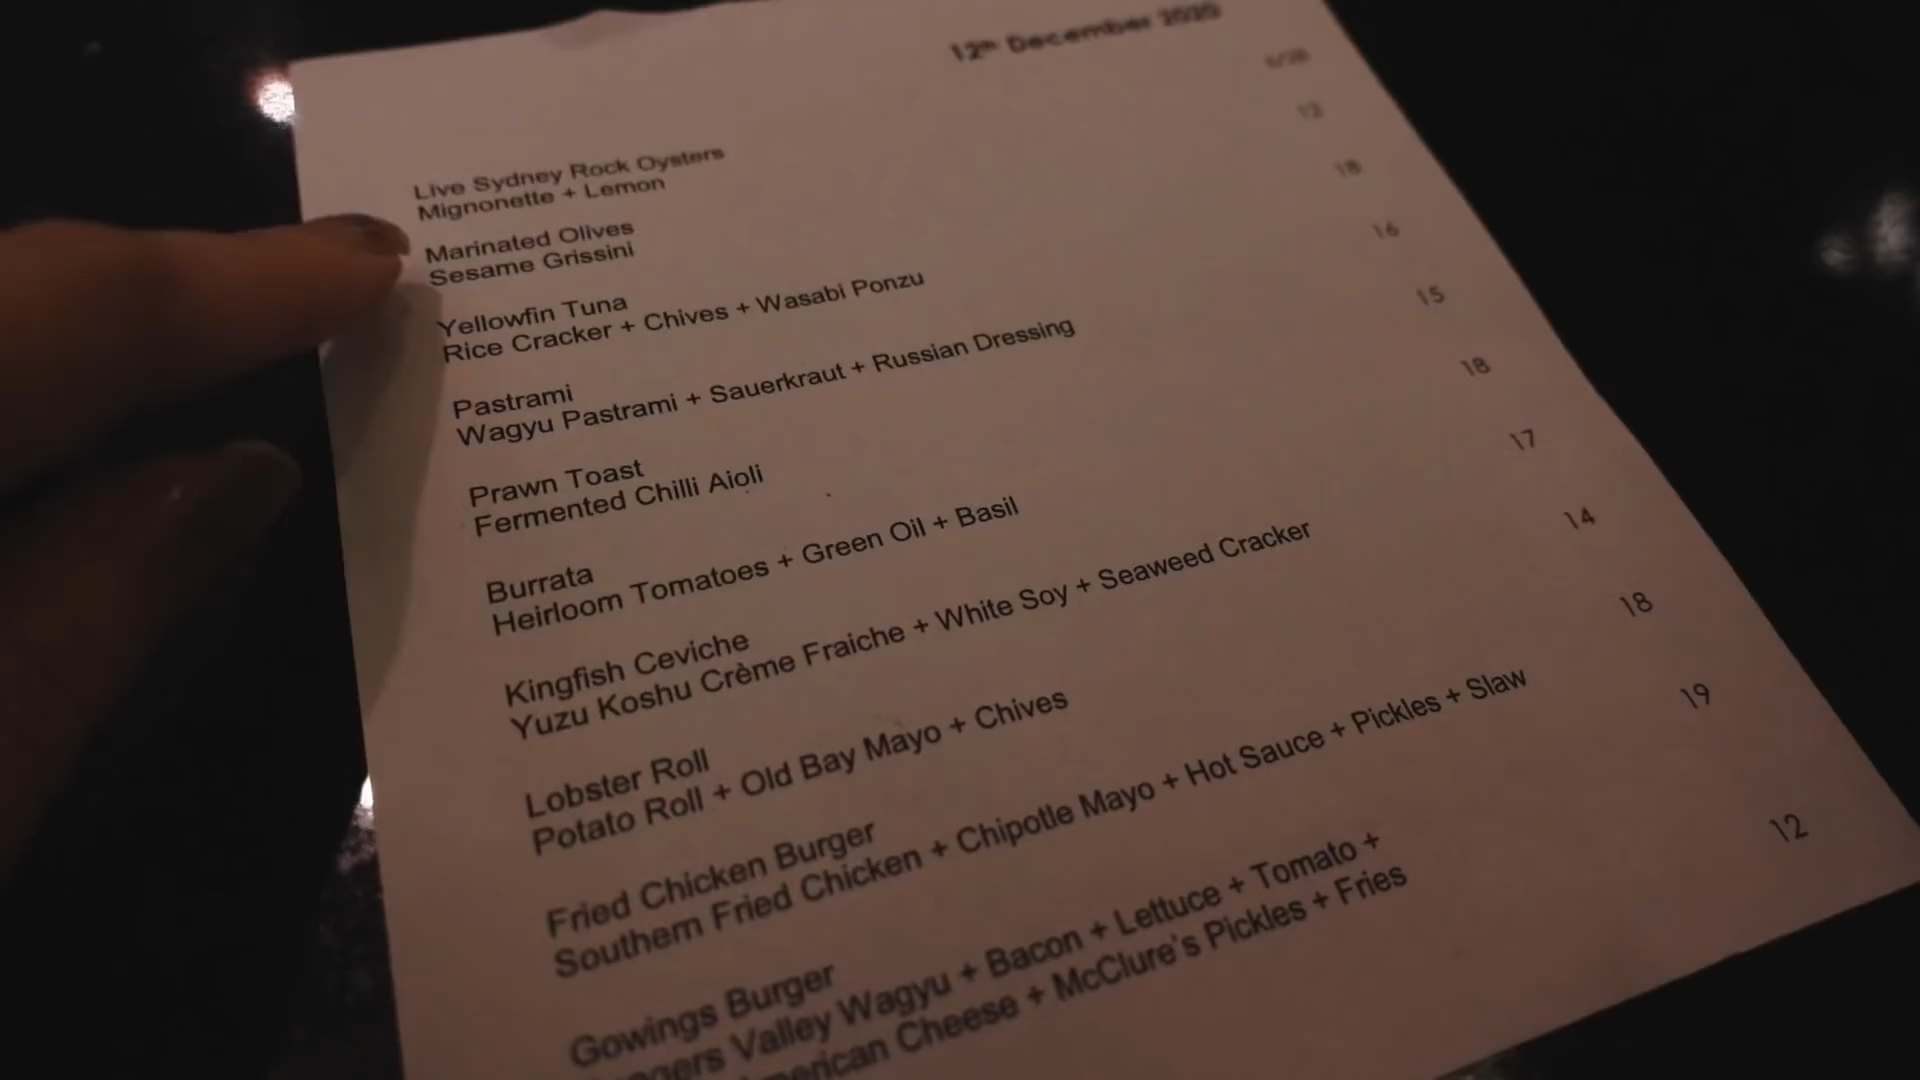 12th December 2020
Live Sydney Rock Oysters
Mignonette + Lemon
6/28
Marinated Olives
Sesame Grissini
12
Yellowfin Tuna
Rice Cracker + Chives + Wasabi Ponzu
18
Pastrami
Wagyu Pastrami + Sauerkraut + Russian Dressing
16
Prawn Toast
Fermented Chilli Aioli
15
Burrata
Heirloom Tomatoes + Green Oil + Basil
18
Kingfish Ceviche
Yuzu Koshu Crème Fraiche + White Soy + Seaweed Cracker
17
Lobster Roll
Potato Roll + Old Bay Mayo + Chives
14
Fried Chicken Burger
Southern Fried Chicken + Chipotle Mayo + Hot Sauce + Pickles + Slaw
18
Gowings Burger
Valley Wagyu + Bacon + Lettuce + Tomato +
Cheese + McClure's Pickles + Fries
19
12